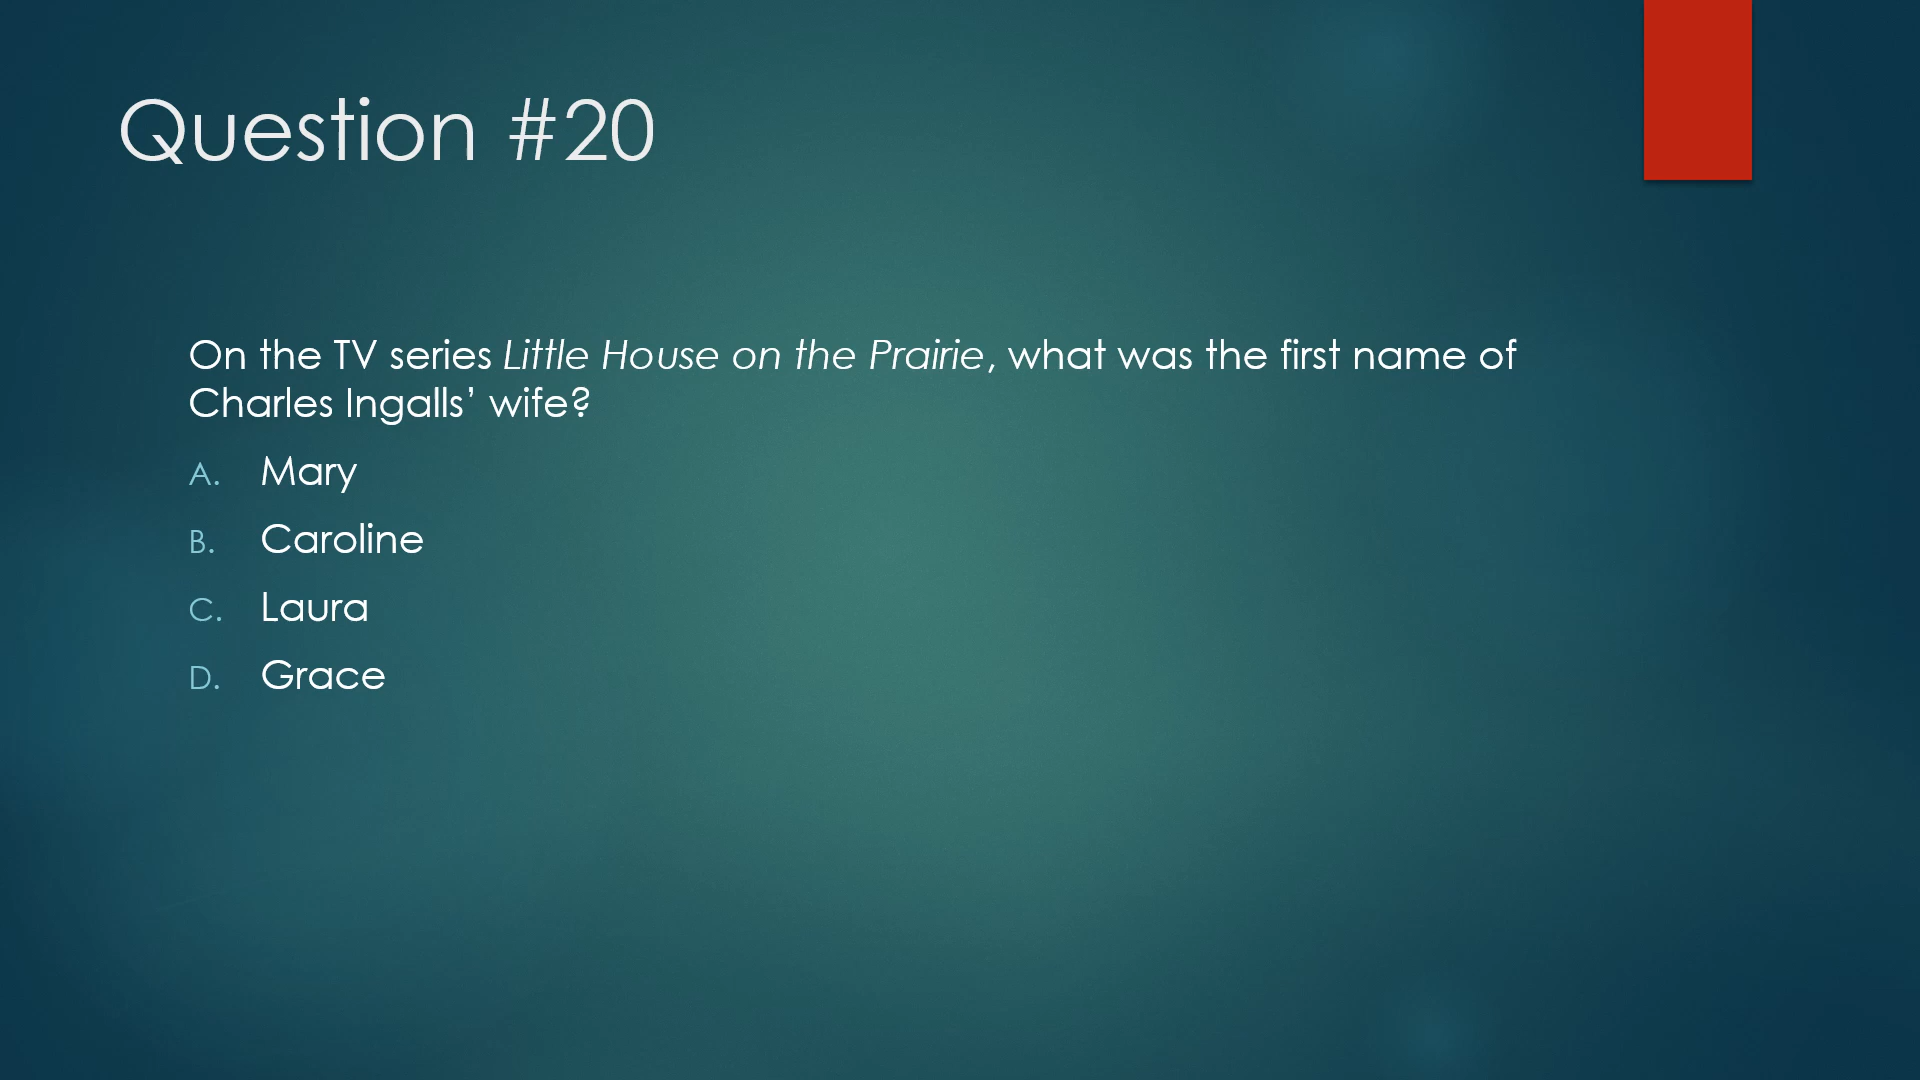 Question #20
On the TV series Little House on the Prairie, what was the first name of
Charles Ingalls’ wife?
A. Mary
B. Caroline
C. Laura
D. Grace